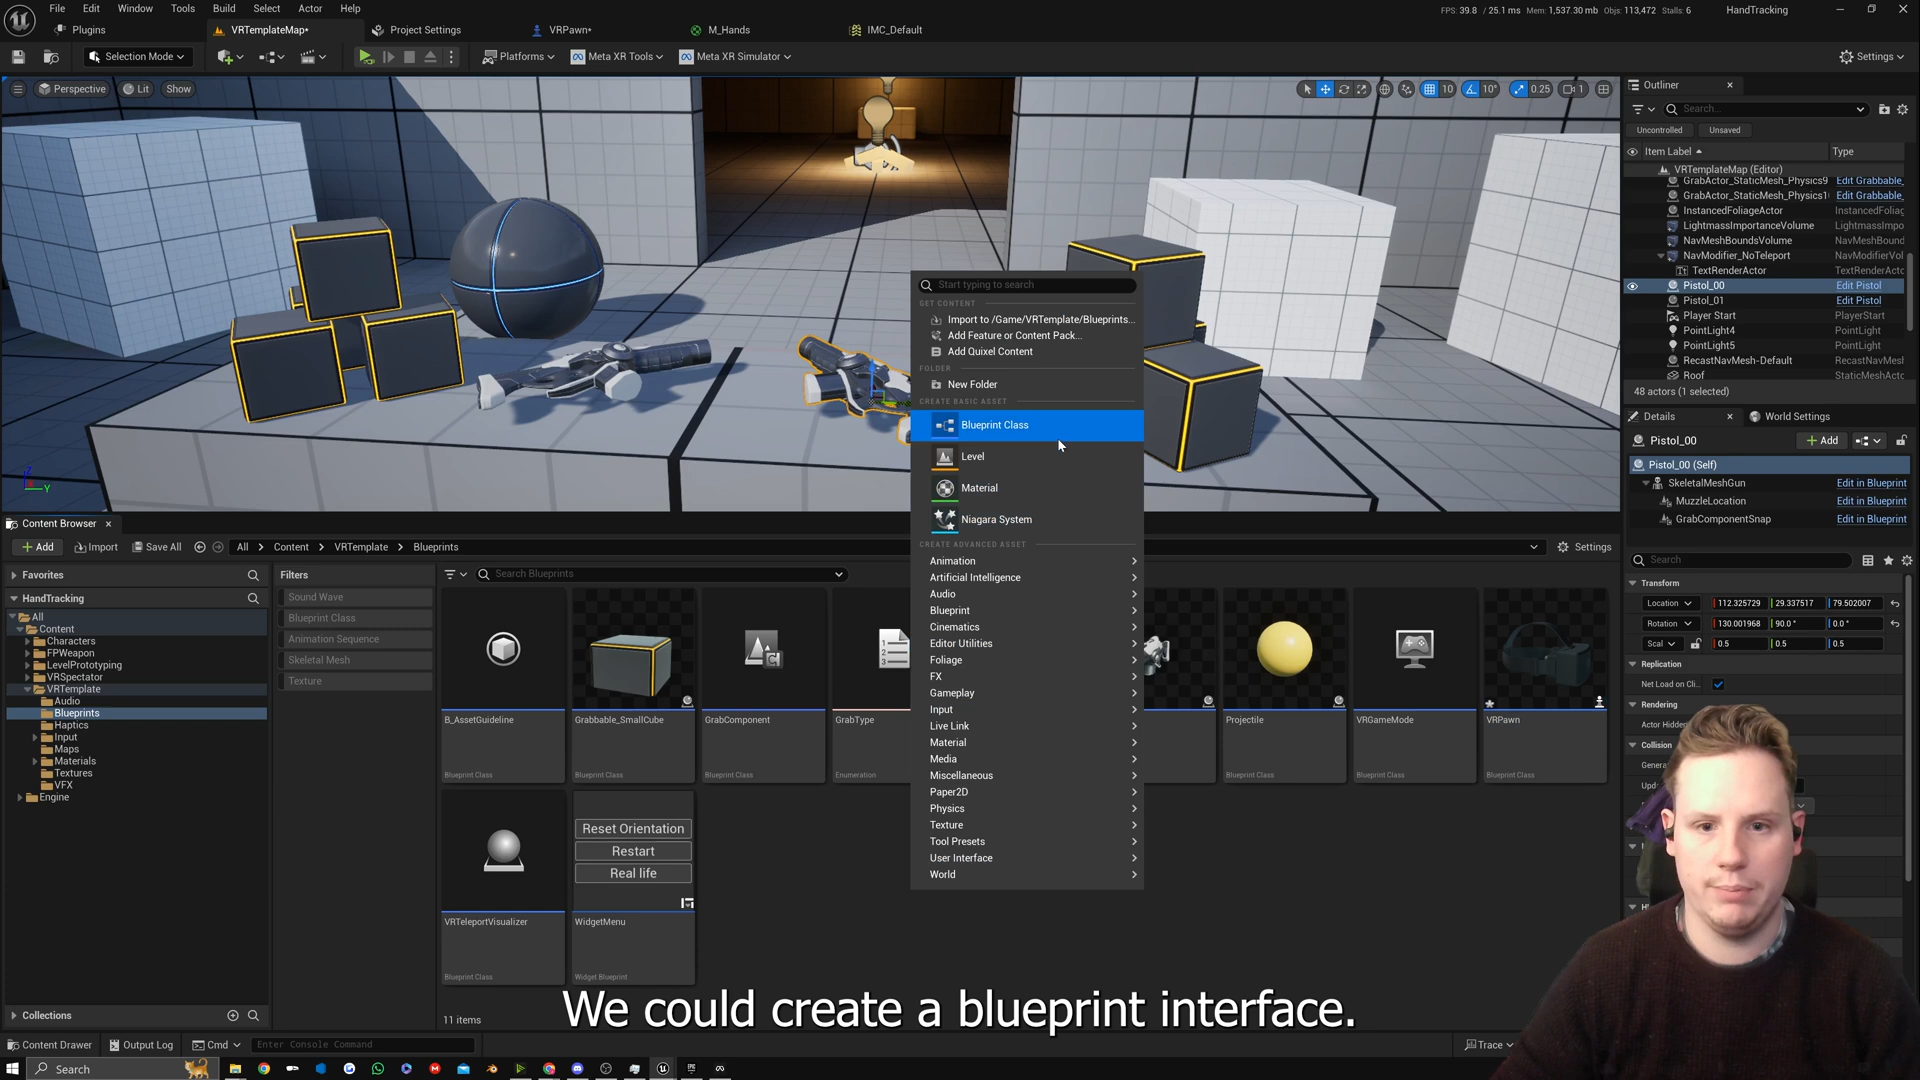 File Edit Window Tools Build Select Actor Help
FPS: 39.8 / 25.1 ms Mem: 1,537.30 mb Objs: 113,472 Stalls: 6
HandTracking
Plugins
VRTemplateMap*
Project Settings
VRPawn*
M_Hands
IMC_Default
Selection Mode
Platforms
Meta XR Tools
Meta XR Simulator
Settings
Perspective
Lit
Show
10
10°
0.25
1
Outliner
Search...
Uncontrolled
Unsaved
Item Label
Type
VRTemplateMap (Editor)
GrabActor_StaticMesh_Physics9 Edit Grabbable_
GrabActor_StaticMesh_Physics1 Edit Grabbable_
InstancedFoliageActor InstancedFoliag
LightmassImportanceVolume LightmassImpo
NavMeshBoundsVolume NavMeshBound
NavModifier_NoTeleport NavModifierVol
TextRenderActor TextRenderActo
Pistol_00 Edit Pistol
Pistol_01 Edit Pistol
Player Start PlayerStart
PointLight4 PointLight
PointLight5 PointLight
RecastNavMesh-Default RecastNavMesl
Roof StaticMeshActo
48 actors (1 selected)
Details
World Settings
Pistol_00
Add
Pistol_00 (Self)
SkeletalMeshGun Edit in Blueprint
MuzzleLocation Edit in Blueprint
GrabComponentSnap Edit in Blueprint
Search
Transform
Location 112.325729 29.337517 79.502007
Rotation 130.001968 90.0° 0.0°
Scal 0.5 0.5 0.5
Replication
Net Load on Cli..
Rendering
Actor Hidden
Collision
Genera
Upda
Start typing to search
GET CONTENT
Import to /Game/VRTemplate/Blueprints...
Add Feature or Content Pack...
Add Quixel Content
FOLDER
New Folder
CREATE BASIC ASSET
Blueprint Class
Level
Material
Niagara System
CREATE ADVANCED ASSET
Animation
Artificial Intelligence
Audio
Blueprint
Cinematics
Editor Utilities
Foliage
FX
Gameplay
Input
Live Link
Material
Media
Miscellaneous
Paper2D
Physics
Texture
Tool Presets
User Interface
World
Content Browser
Add
Import
Save All
All
Content
VRTemplate
Blueprints
Settings
Favorites
HandTracking
All
Content
Characters
FPWeapon
LevelPrototyping
VRSpectator
VRTemplate
Audio
Blueprints
Haptics
Input
Maps
Materials
Textures
VFX
Engine
Collections
Filters
Sound Wave
Blueprint Class
Animation Sequence
Skeletal Mesh
Texture
Search Blueprints
B_AssetGuideline
Blueprint Class
Grabbable_SmallCube
Blueprint Class
GrabComponent
Blueprint Class
GrabType
Enumeration
Projectile
Blueprint Class
VRGameMode
Blueprint Class
VRPawn
Blueprint Class
VRTeleportVisualizer
Blueprint Class
Reset Orientation
Restart
Real life
WidgetMenu
Widget Blueprint
11 items
We could create a blueprint interface.
Content Drawer
Output Log
Cmd
Enter Console Command
Trace
Search